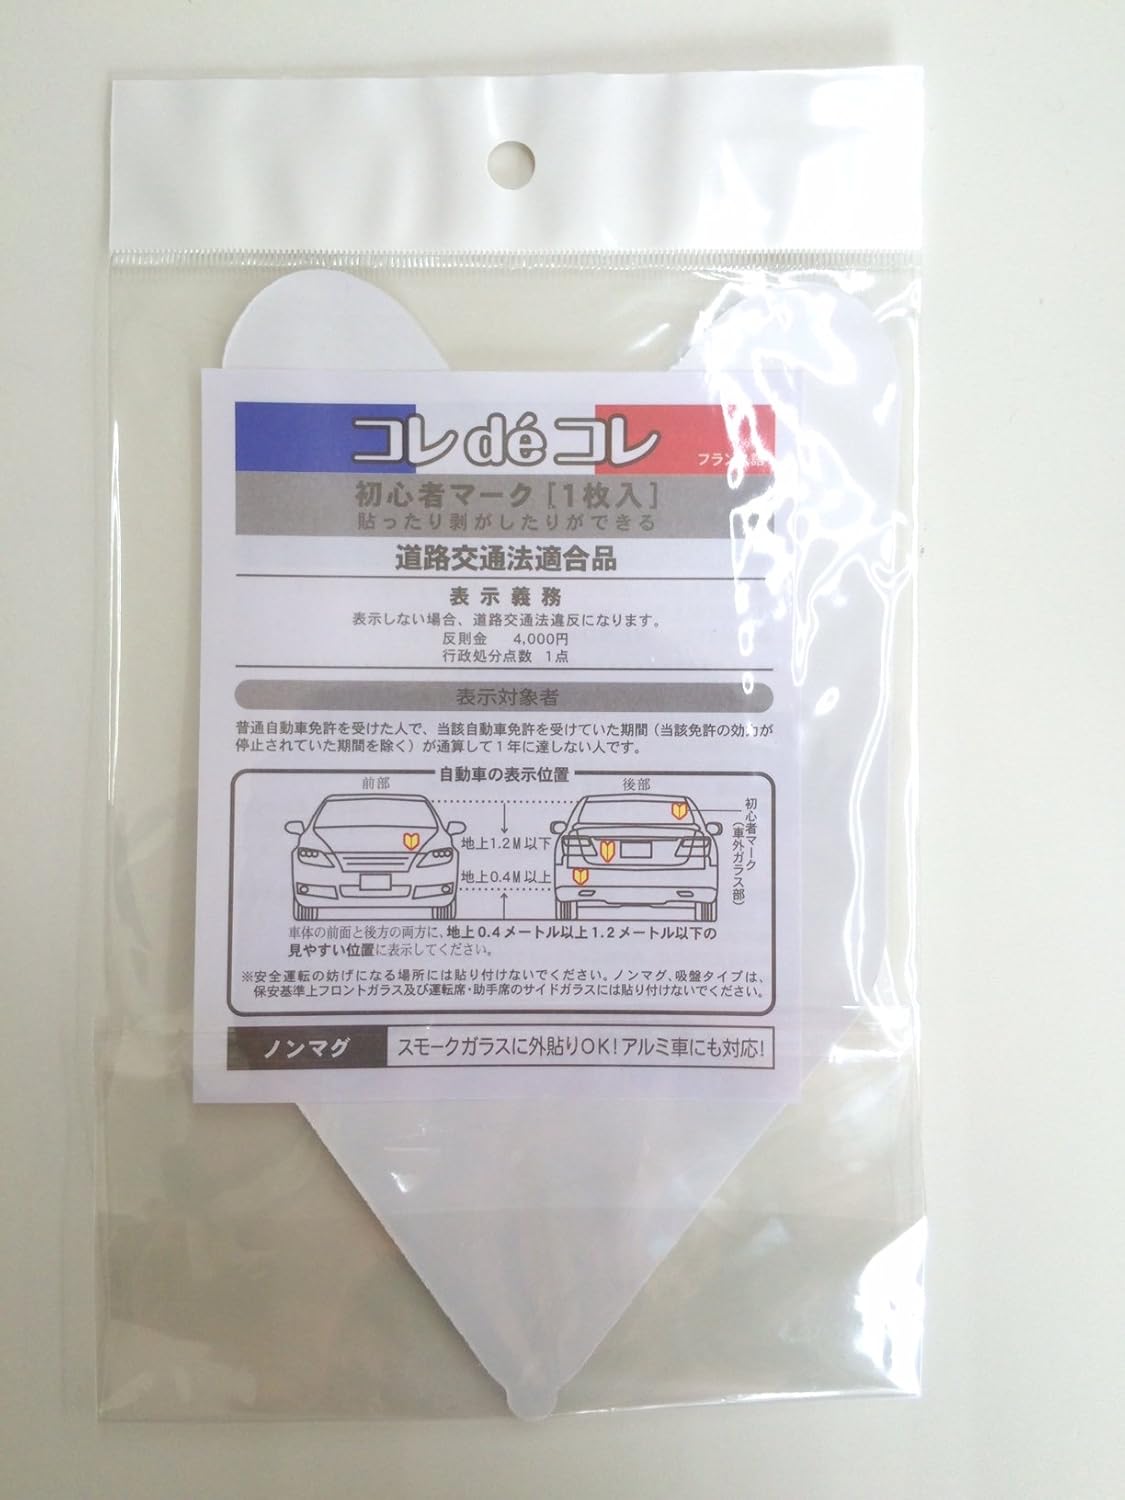 コレdéコレ
フランス語
初心者マーク[1枚入]
貼ったり剥がしたりができる
道路交通法適合品
表示義務
表示しない場合、道路交通法違反になります。
反則金 4,000円
行政処分点数 1点
表示対象者
普通自動車免許を受けた人で、当該自動車免許を受けていた期間(当該免許の効力が
停止されていた期間を除く)が通算して1年に達しない人です。
自動車の表示位置
前部
後部
初心者マーク
(車外ガラス部)
地上1.2M以下
地上0.4M以上
車体の前面と後方の両方に、地上0.4メートル以上1.2メートル以下の
見やすい位置に表示してください。
※安全運転の妨げになる場所には貼り付けないでください。ノンマグ、吸盤タイプは、
保安基準上フロントガラス及び運転席・助手席のサイドガラスには貼り付けないでください。
ノンマグ
スモークガラスに外貼りOK!アルミ車にも対応!